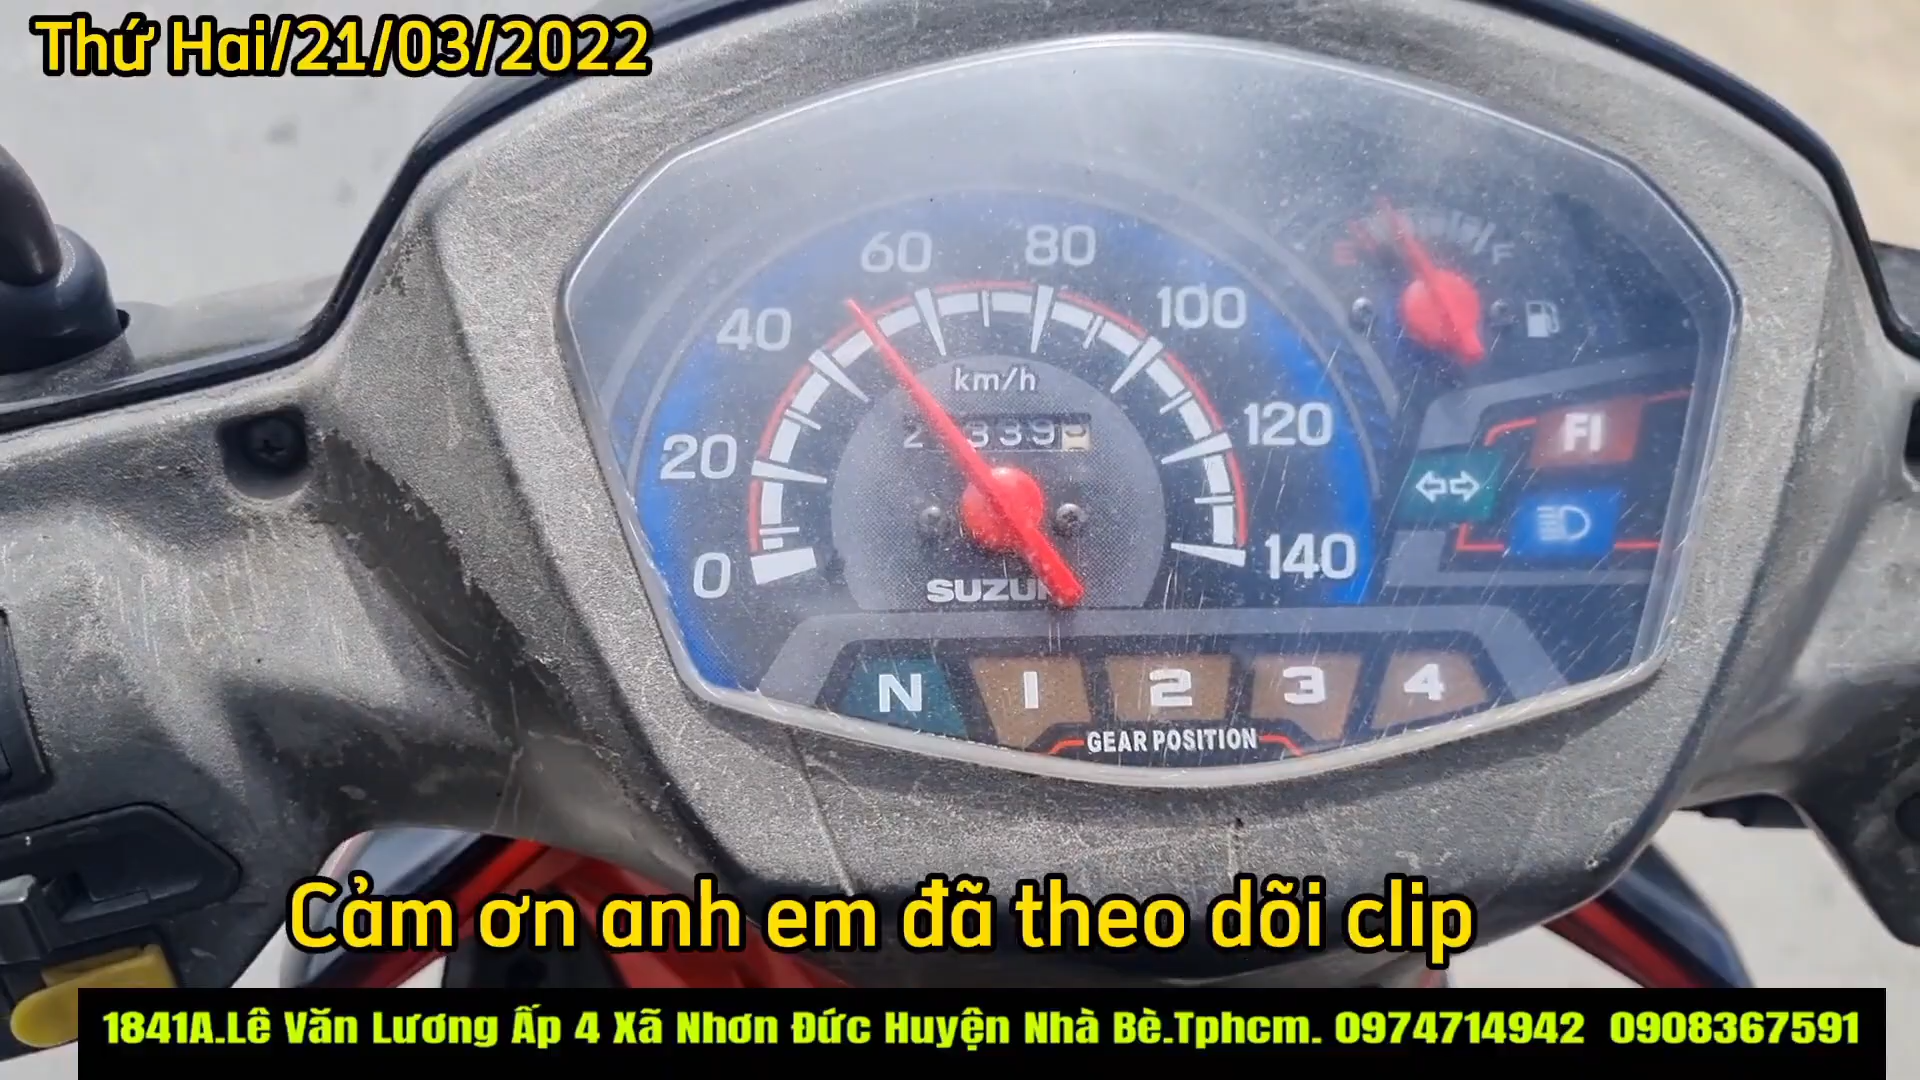 Thứ Hai/21/03/2022
60 80
40 100
E F
km/h
20 120
FI
0 140
N 1 2 3 4
GEAR POSITION
Cảm ơn anh em đã theo dõi clip
1841A.Lê Văn Lương Ấp 4 Xã Nhơn Đức Huyện Nhà Bè.Tphcm. 0974714942 0908367591